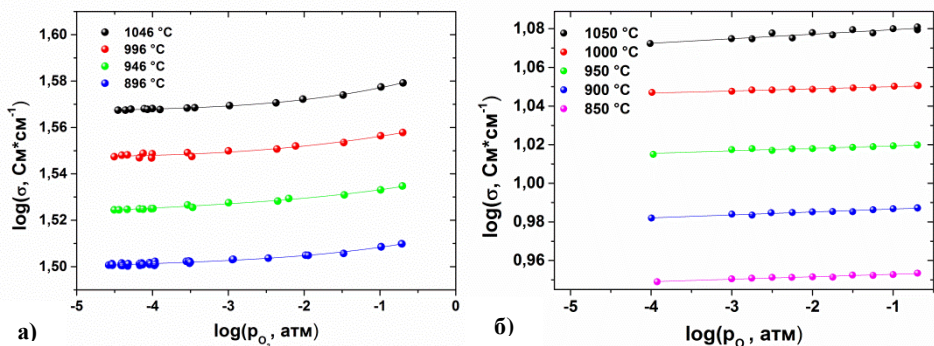 1,60
1,58
1,56
1,54
1,52
1,50
log(σ, См*см⁻¹)
1046 °C
996 °C
946 °C
896 °C
-5 -4 -3 -2 -1 0
log(pO₂, атм)
а)
1,08
1,06
1,04
1,02
1,00
0,98
0,96
log(σ, См*см⁻¹)
1050 °C
1000 °C
950 °C
900 °C
850 °C
-5 -4 -3 -2 -1
log(pO, атм)
б)